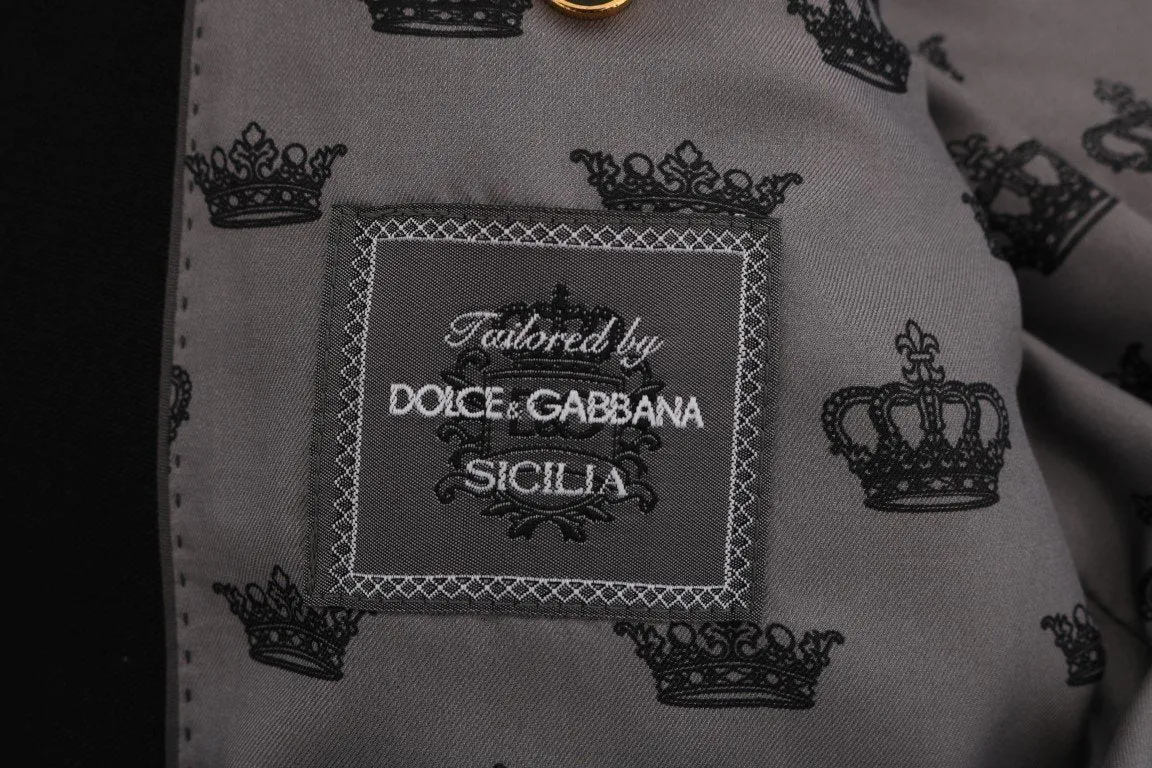 Tailored by
DOLCE & GABBANA
SICILIA